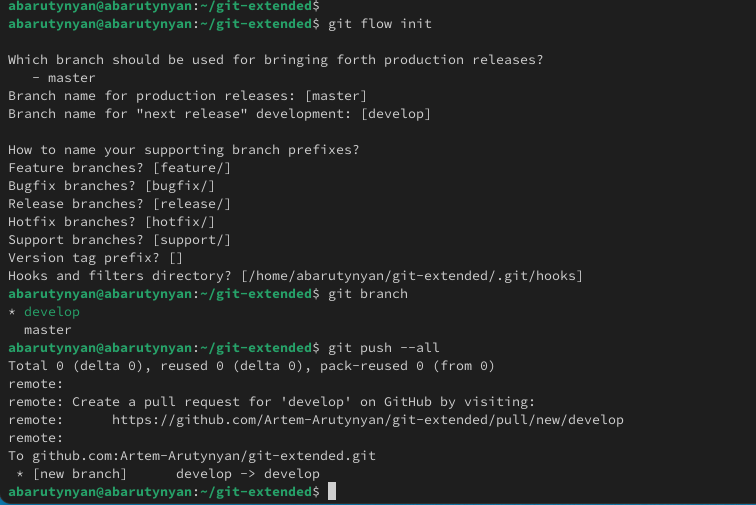 abarutynyan@abarutynyan:~/git-extended$
abarutynyan@abarutynyan:~/git-extended$ git flow init

Which branch should be used for bringing forth production releases?
   - master
Branch name for production releases: [master]
Branch name for "next release" development: [develop]

How to name your supporting branch prefixes?
Feature branches? [feature/]
Bugfix branches? [bugfix/]
Release branches? [release/]
Hotfix branches? [hotfix/]
Support branches? [support/]
Version tag prefix? []
Hooks and filters directory? [/home/abarutynyan/git-extended/.git/hooks]
abarutynyan@abarutynyan:~/git-extended$ git branch
* develop
  master
abarutynyan@abarutynyan:~/git-extended$ git push --all
Total 0 (delta 0), reused 0 (delta 0), pack-reused 0 (from 0)
remote:
remote: Create a pull request for 'develop' on GitHub by visiting:
remote:      https://github.com/Artem-Arutynyan/git-extended/pull/new/develop
remote:
To github.com:Artem-Arutynyan/git-extended.git
 * [new branch]      develop -> develop
abarutynyan@abarutynyan:~/git-extended$